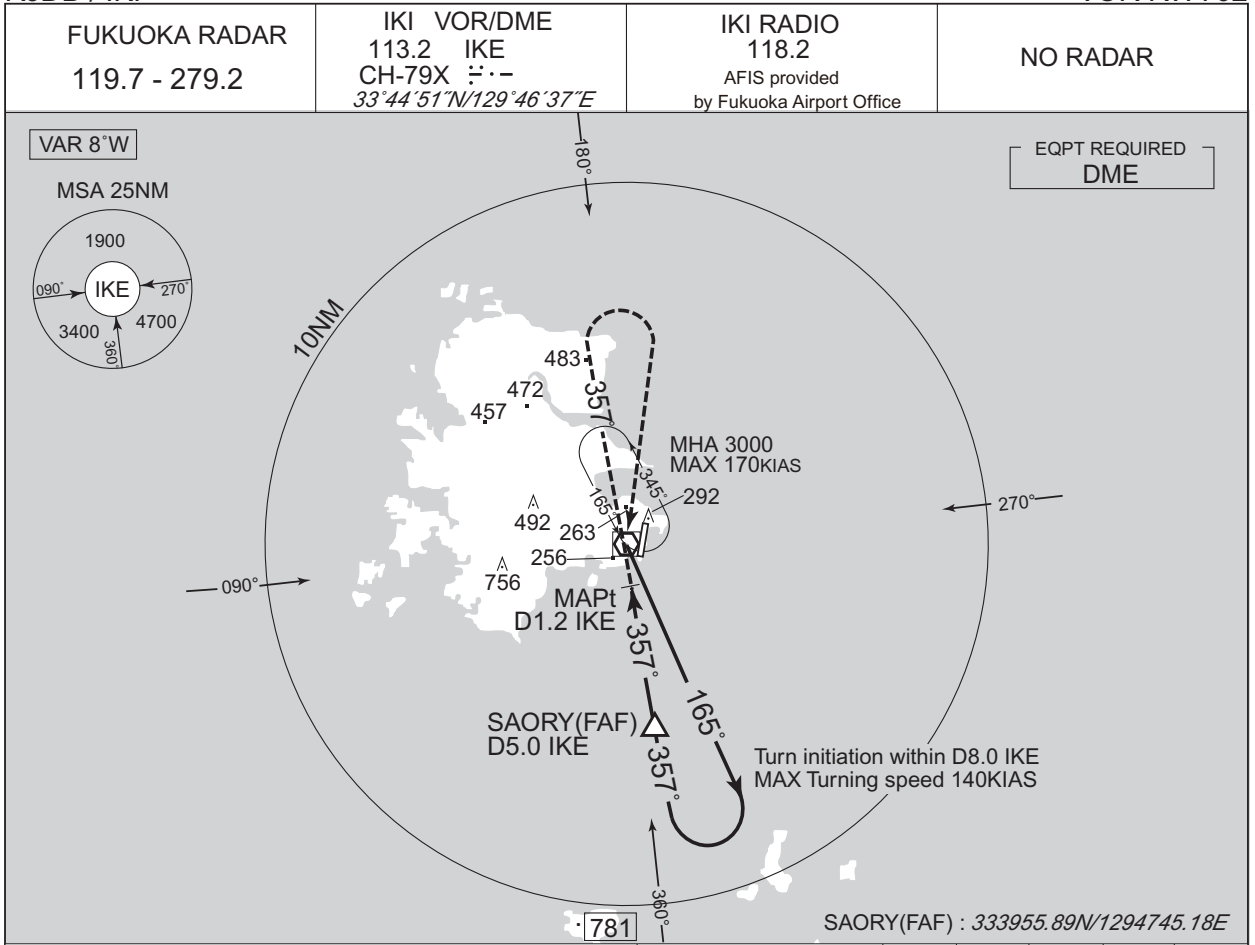 FUKUOKA RADAR
119.7 - 279.2
IKI VOR/DME
113.2 IKE
CH-79X
33˚44´51˝N/129˚46´37˝E
IKI RADIO
118.2
AFIS provided
by Fukuoka Airport Office
NO RADAR
VAR 8˚W
MSA 25NM
1900
090˚
IKE
270˚
3400
4700
360˚
EQPT REQUIRED
DME
180˚
10NM
483
472
457
357˚
MHA 3000
MAX 170KIAS
345˚
292
165˚
492
263
256
756
270˚
090˚
MAPt
D1.2 IKE
357˚
165˚
SAORY(FAF)
D5.0 IKE
357˚
Turn initiation within D8.0 IKE
MAX Turning speed 140KIAS
360˚
781
SAORY(FAF) : 333955.89N/1294745.18E